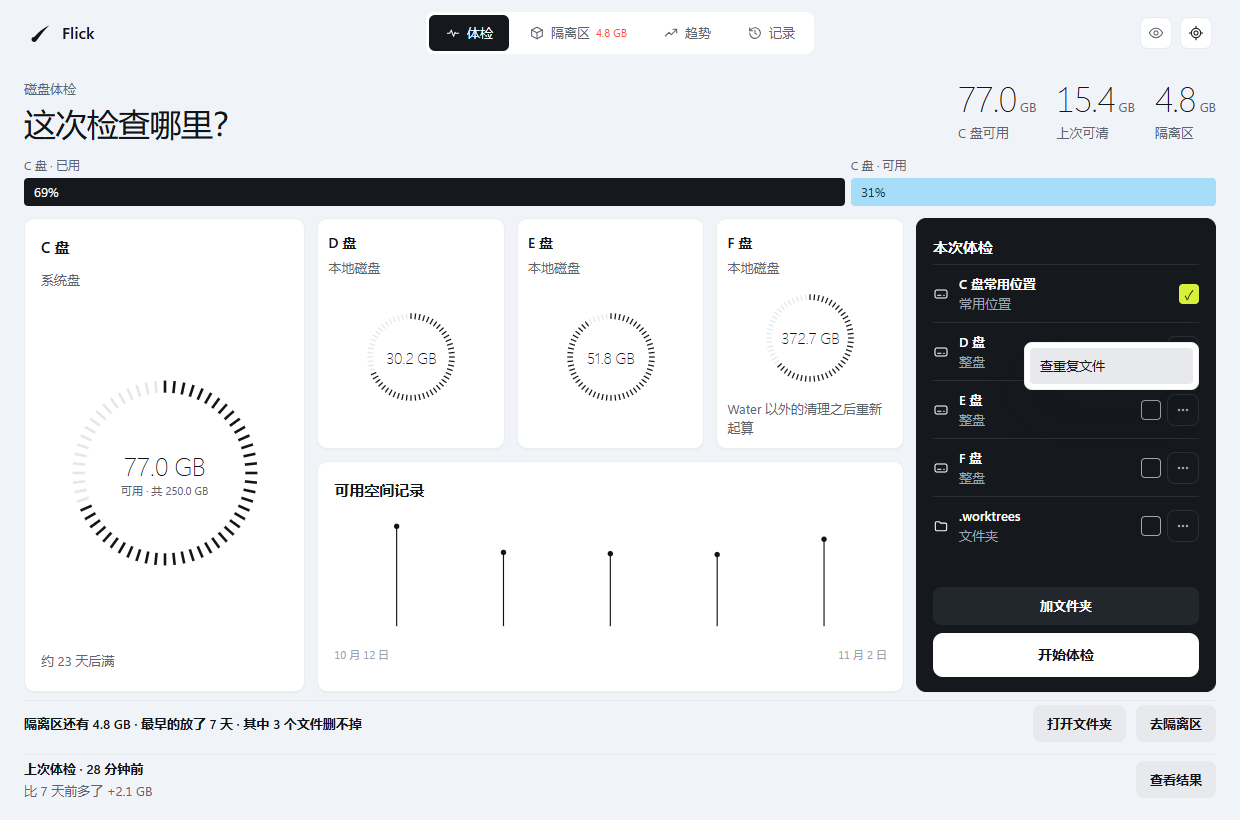 Flick
体检
隔离区 4.8 GB
趋势
记录
磁盘体检
这次检查哪里？
77.0 GB
C 盘可用
15.4 GB
上次可清
4.8 GB
隔离区
C 盘 · 已用
C 盘 · 可用
69%
31%
C 盘
系统盘
77.0 GB
可用 · 共 250.0 GB
约 23 天后满
D 盘
本地磁盘
30.2 GB
E 盘
本地磁盘
51.8 GB
F 盘
本地磁盘
372.7 GB
Water 以外的清理之后重新
起算
可用空间记录
10 月 12 日
11 月 2 日
本次体检
C 盘常用位置
常用位置
D 盘
整盘
查重复文件
E 盘
整盘
F 盘
整盘
.worktrees
文件夹
加文件夹
开始体检
隔离区还有 4.8 GB · 最早的放了 7 天 · 其中 3 个文件删不掉
打开文件夹
去隔离区
上次体检 · 28 分钟前
比 7 天前多了 +2.1 GB
查看结果